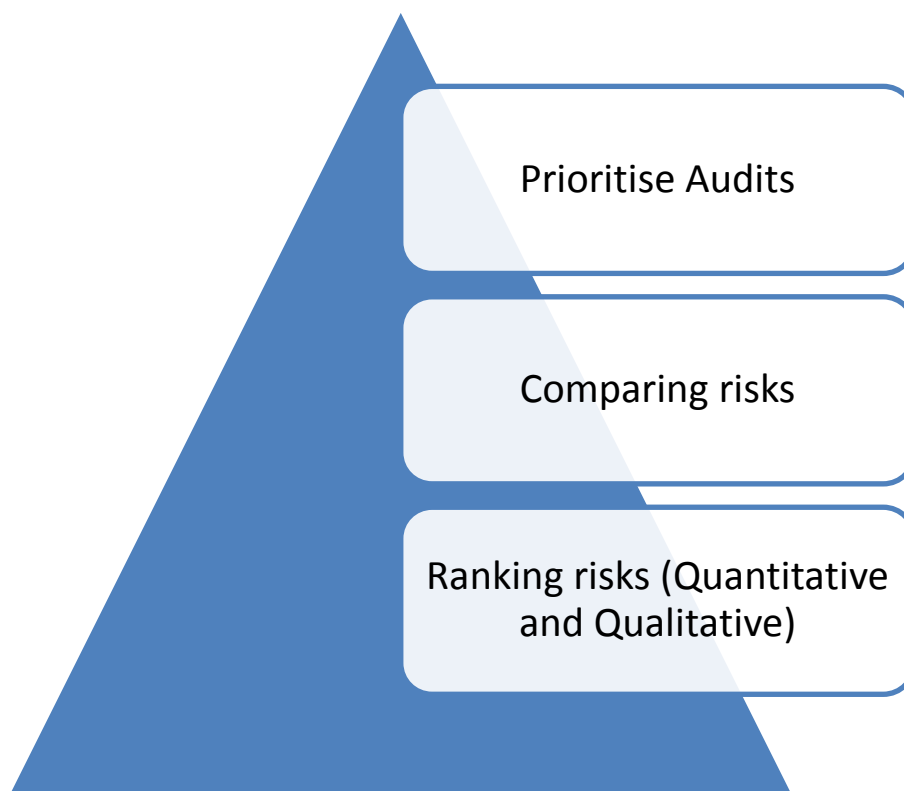 Prioritise Audits
Comparing risks
Ranking risks (Quantitative
and Qualitative)